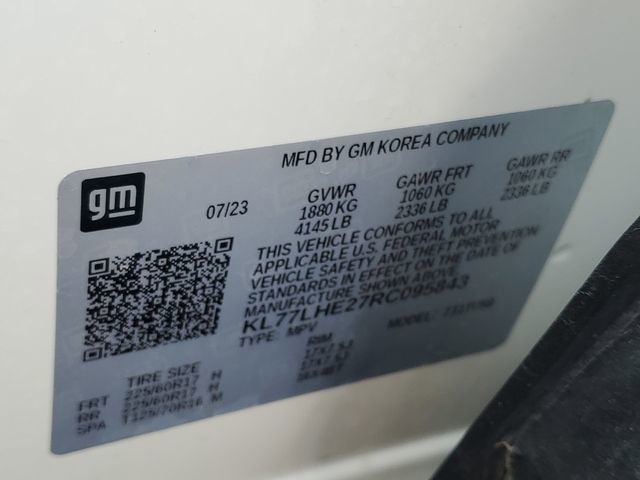 MFD BY GM KOREA COMPANY
gm
07/23
GVWR GAWR FRT GAWR RR
1880 KG 1060 KG 1060 KG
4145 LB 2336 LB 2336 LB
THIS VEHICLE CONFORMS TO ALL
APPLICABLE U.S. FEDERAL MOTOR
VEHICLE SAFETY AND THEFT PREVENTION
STANDARDS IN EFFECT ON THE DATE OF
MANUFACTURE SHOWN ABOVE.
KL77LHE27RC095843
TYPE: MPV MODEL:
TIRE SIZE RIM
FRT 225/60R17 H
RR 225/60R17 H
SPA T125/70R16 M